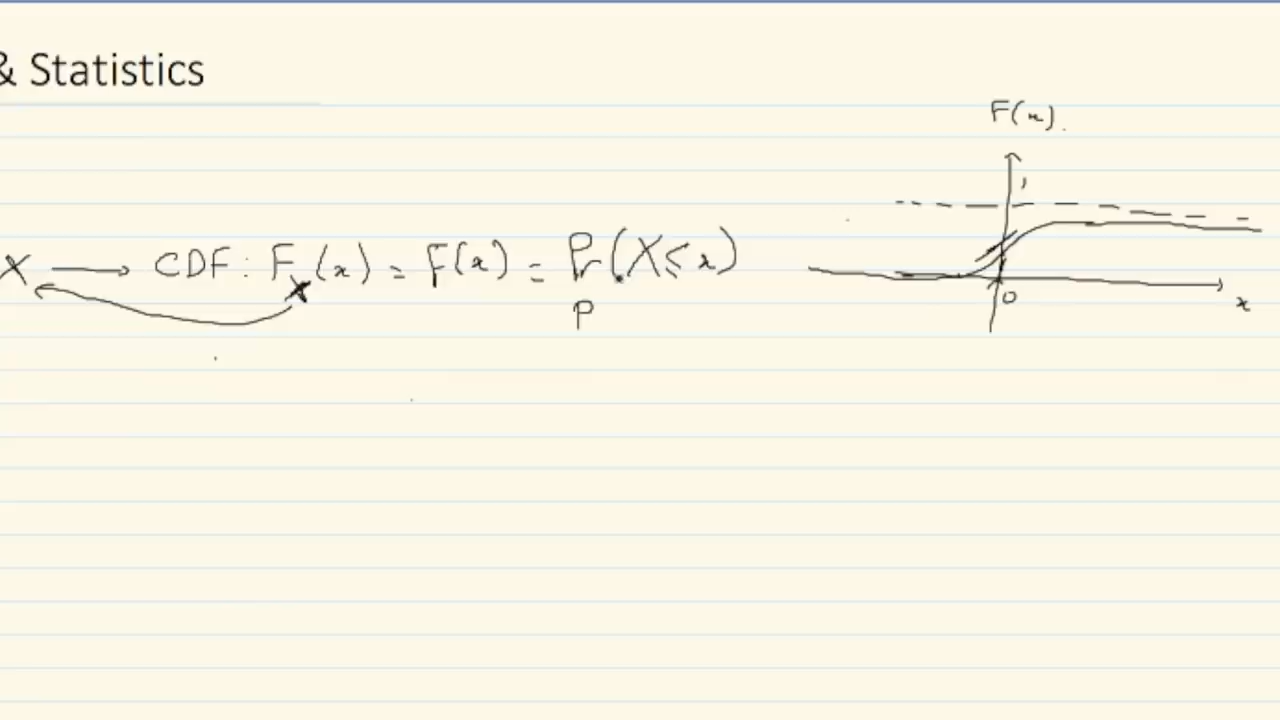 & Statistics
F(x).
1
X → CDF: F_X(x) = F(x) = Pr(X ≤ x)
P
0
x